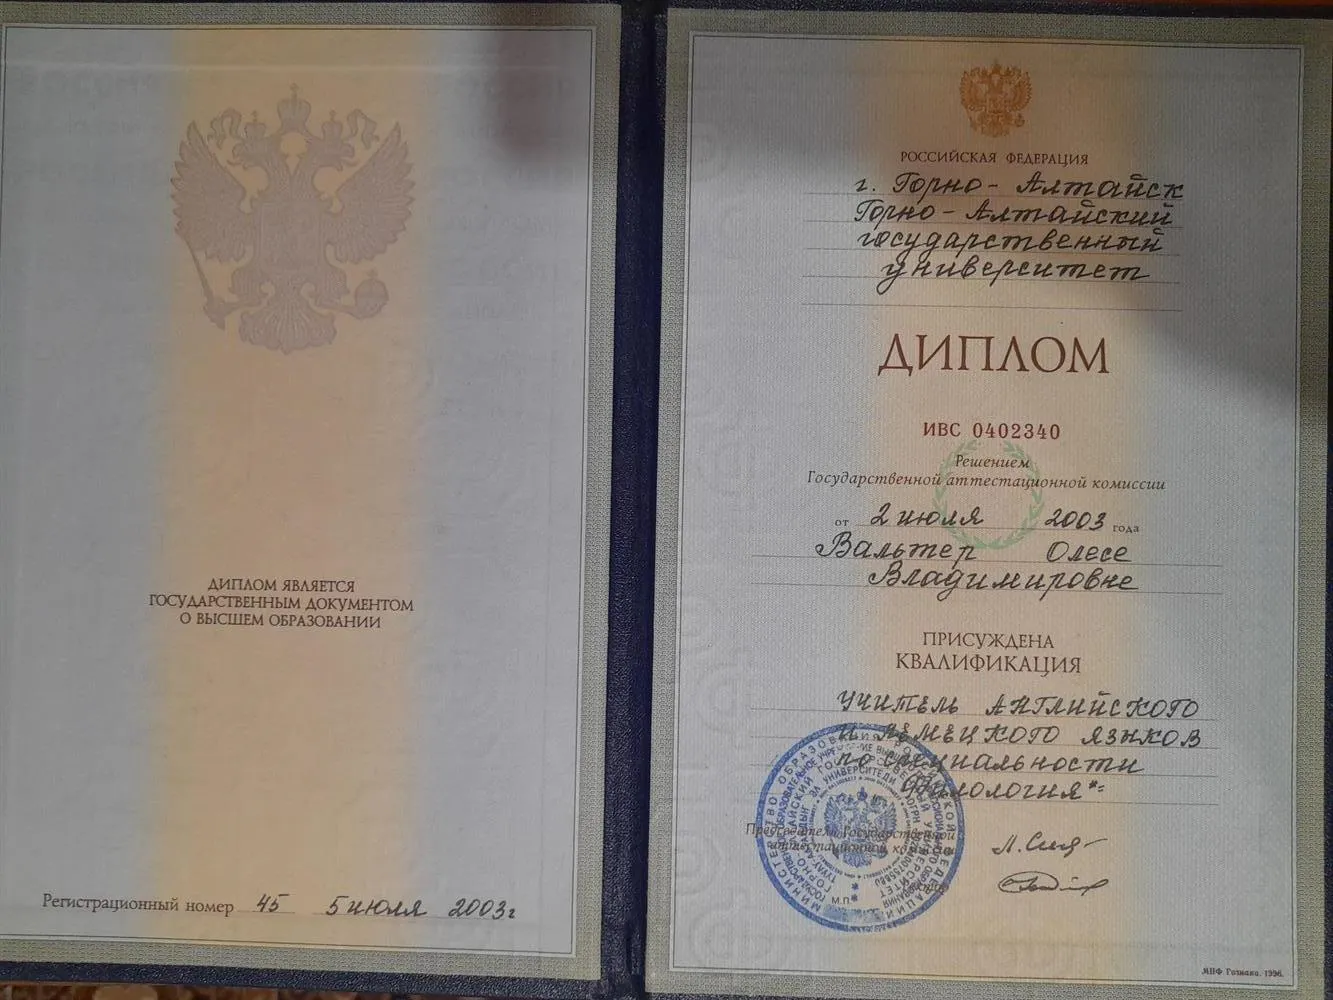 ДИПЛОМ ЯВЛЯЕТСЯ
ГОСУДАРСТВЕННЫМ ДОКУМЕНТОМ
О ВЫСШЕМ ОБРАЗОВАНИИ
Регистрационный номер 45 5 июля 2003г
РОССИЙСКАЯ ФЕДЕРАЦИЯ
г. Горно-Алтайск
Горно-Алтайский
государственный
университет
ДИПЛОМ
ИВС 0402340
Решением
Государственной аттестационной комиссии
от 2 июля 2003 года
Вальтер Олесе
Владимировне
ПРИСУЖДЕНА
КВАЛИФИКАЦИЯ
учитель английского
и немецкого языков
по специальности
"Филология"
Председатель Государственной
аттестационной комиссии
М.П.
МПФ Гознака. 1996.